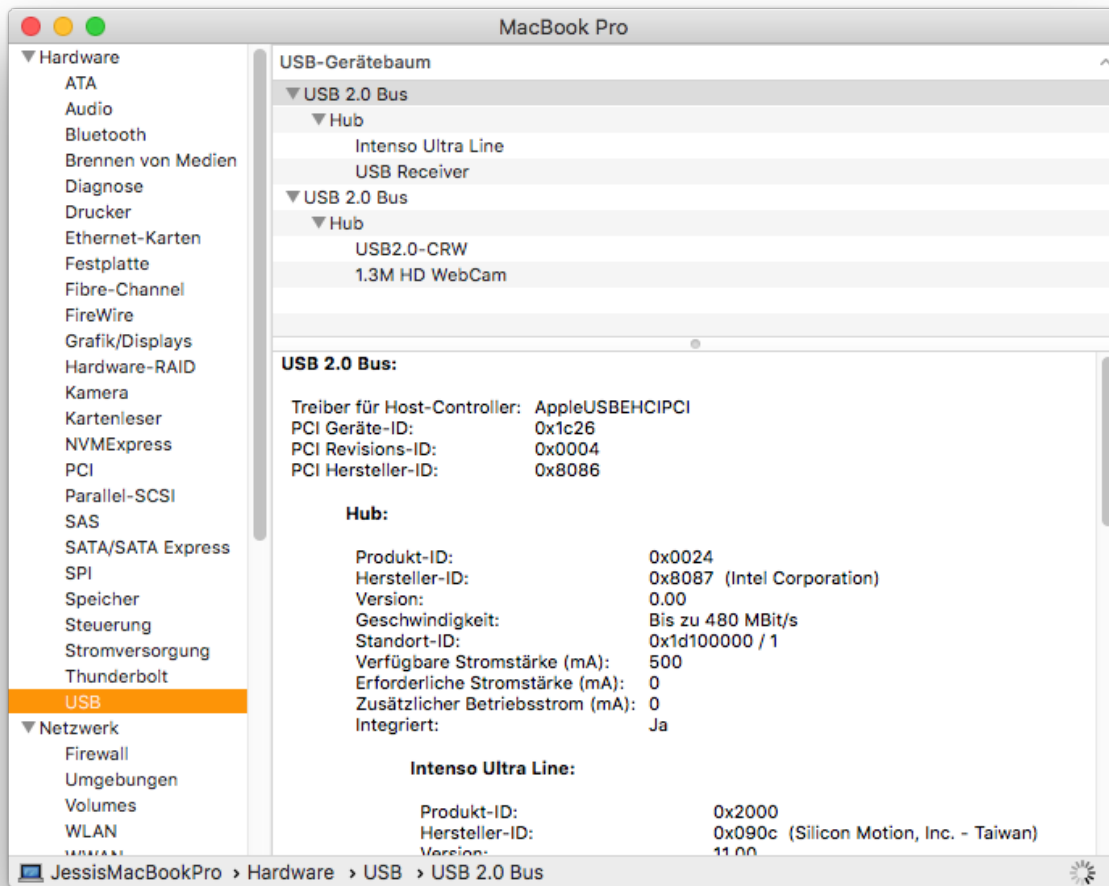 MacBook Pro
Hardware
ATA
Audio
Bluetooth
Brennen von Medien
Diagnose
Drucker
Ethernet-Karten
Festplatte
Fibre-Channel
FireWire
Grafik/Displays
Hardware-RAID
Kamera
Kartenleser
NVMExpress
PCI
Parallel-SCSI
SAS
SATA/SATA Express
SPI
Speicher
Steuerung
Stromversorgung
Thunderbolt
USB
Netzwerk
Firewall
Umgebungen
Volumes
WLAN
WWAN
USB-Gerätebaum
USB 2.0 Bus
Hub
Intenso Ultra Line
USB Receiver
USB 2.0 Bus
Hub
USB2.0-CRW
1.3M HD WebCam
USB 2.0 Bus:
Treiber für Host-Controller: AppleUSBEHCIPCI
PCI Geräte-ID: 0x1c26
PCI Revisions-ID: 0x0004
PCI Hersteller-ID: 0x8086
Hub:
Produkt-ID: 0x0024
Hersteller-ID: 0x8087 (Intel Corporation)
Version: 0.00
Geschwindigkeit: Bis zu 480 MBit/s
Standort-ID: 0x1d100000 / 1
Verfügbare Stromstärke (mA): 500
Erforderliche Stromstärke (mA): 0
Zusätzlicher Betriebsstrom (mA): 0
Integriert: Ja
Intenso Ultra Line:
Produkt-ID: 0x2000
Hersteller-ID: 0x090c (Silicon Motion, Inc. - Taiwan)
Version: 11.00
JessisMacBookPro › Hardware › USB › USB 2.0 Bus